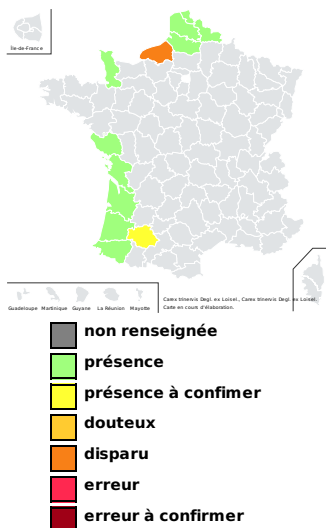 Île-de-France
Guadeloupe Martinique Guyane La Réunion Mayotte
Carex trinervis Degl. ex Loisel., Carex trinervis Degl. ex Loisel.,
Carte en cours d'élaboration.
non renseignée
présence
présence à confimer
douteux
disparu
erreur
erreur à confirmer